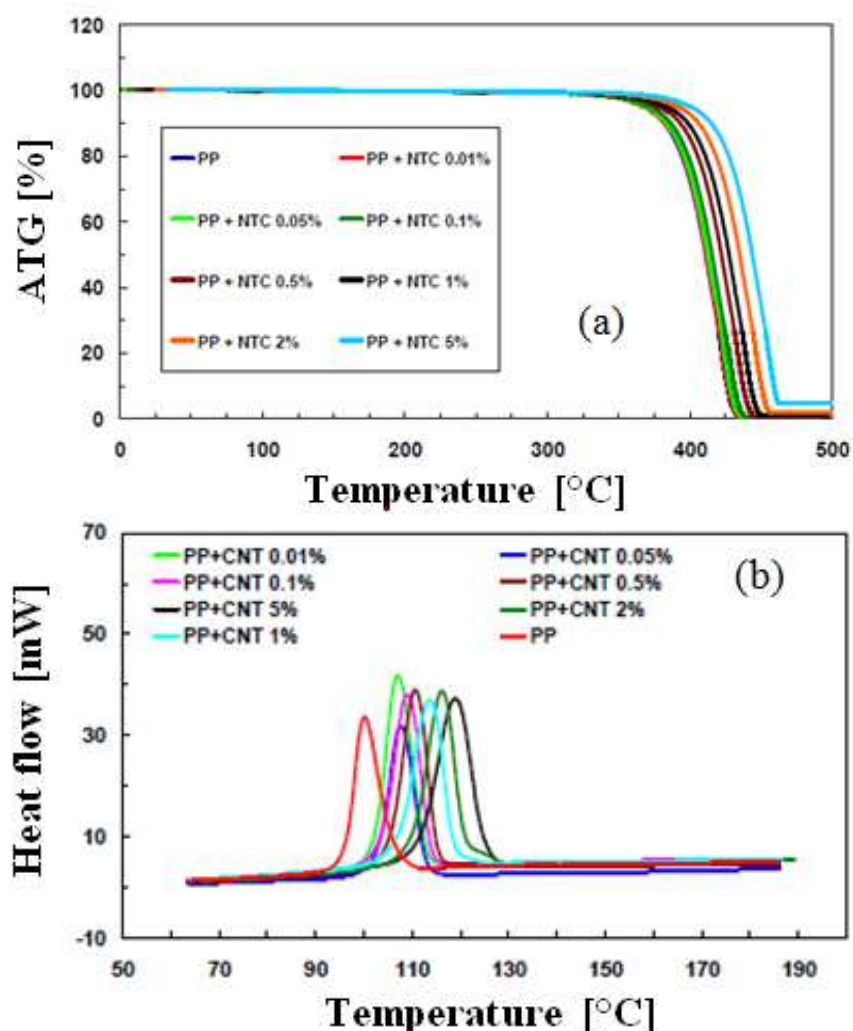 120
100
80
60
40
20
0
ATG [%]
PP PP + NTC 0.01%
PP + NTC 0.05% PP + NTC 0.1%
PP + NTC 0.5% PP + NTC 1%
PP + NTC 2% PP + NTC 5%
(a)
0 100 200 300 400 500
Temperature [°C]
70
50
30
10
-10
Heat flow [mW]
PP+CNT 0.01% PP+CNT 0.05%
PP+CNT 0.1% PP+CNT 0.5%
PP+CNT 5% PP+CNT 2%
PP+CNT 1% PP
(b)
50 70 90 110 130 150 170 190
Temperature [°C]